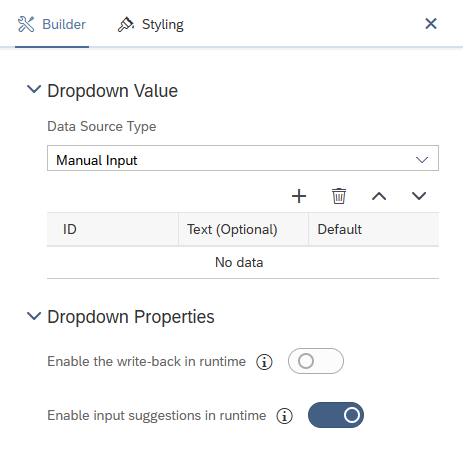 Builder Styling
Dropdown Value
Data Source Type
Manual Input
ID Text (Optional) Default
No data
Dropdown Properties
Enable the write-back in runtime
Enable input suggestions in runtime